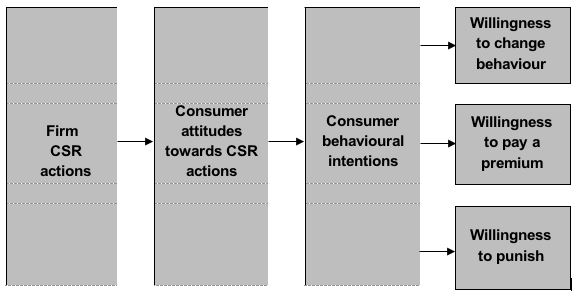 Firm
CSR
actions
Consumer
attitudes
towards CSR
actions
Consumer
behavioural
intentions
Willingness
to change
behaviour
Willingness
to pay a
premium
Willingness
to punish